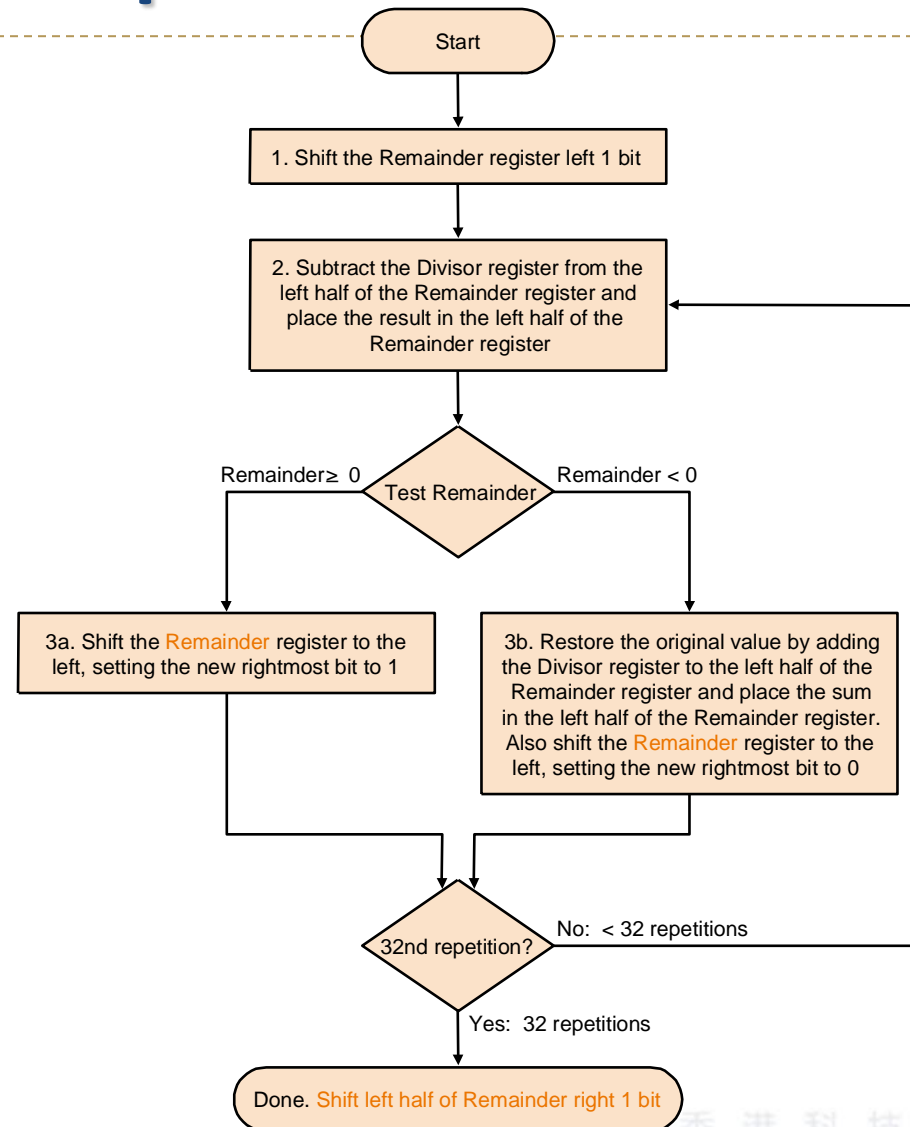 Start
1. Shift the Remainder register left 1 bit
2. Subtract the Divisor register from the
left half of the Remainder register and
place the result in the left half of the
Remainder register
Remainder≥ 0
Test Remainder
Remainder < 0
3a. Shift the Remainder register to the
left, setting the new rightmost bit to 1
3b. Restore the original value by adding
the Divisor register to the left half of the
Remainder register and place the sum
in the left half of the Remainder register.
Also shift the Remainder register to the
left, setting the new rightmost bit to 0
32nd repetition?
No: < 32 repetitions
Yes: 32 repetitions
Done. Shift left half of Remainder right 1 bit